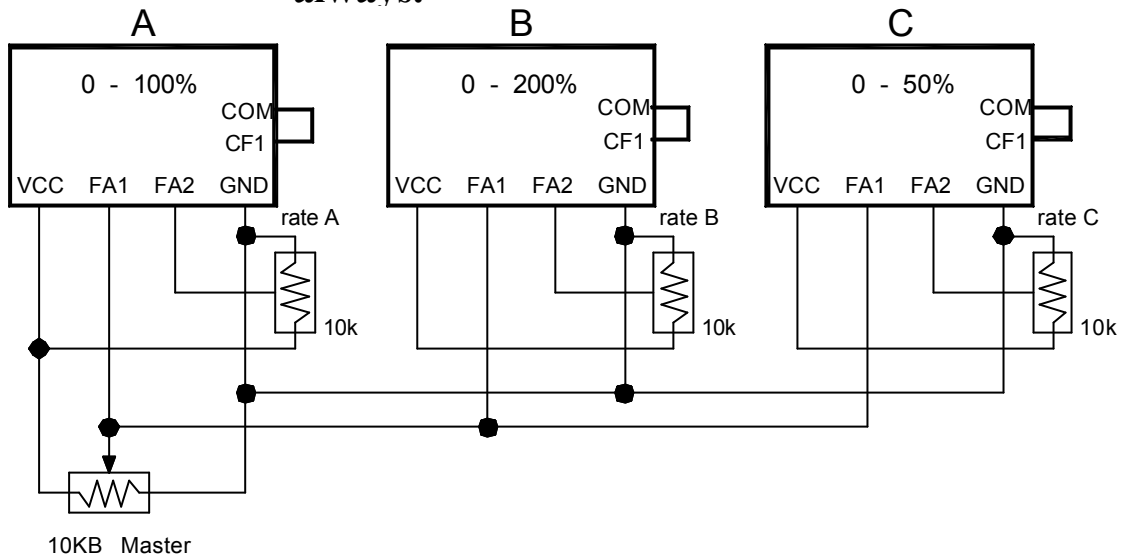 always.
A B C
0 - 100% 0 - 200% 0 - 50%
COM COM COM
CF1 CF1 CF1
VCC FA1 FA2 GND VCC FA1 FA2 GND VCC FA1 FA2 GND
rate A rate B rate C
10k 10k 10k
10KB Master